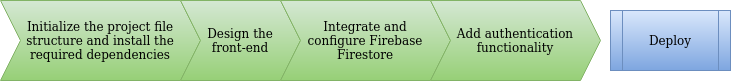 Initialize the project file
structure and install the
required dependencies
Design the
front-end
Integrate and
configure Firebase
Firestore
Add authentication
functionality
Deploy